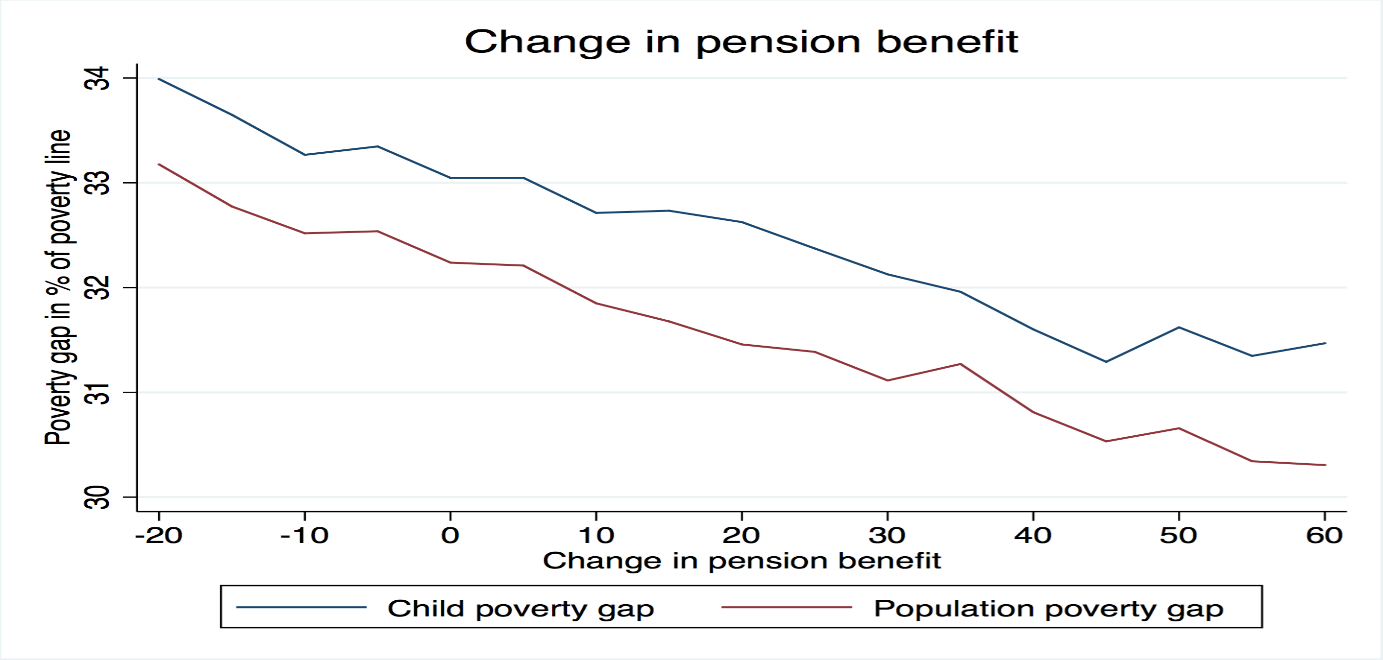 Change in pension benefit
Poverty gap in % of poverty line
34
33
32
31
30
-20 -10 0 10 20 30 40 50 60
Change in pension benefit
Child poverty gap Population poverty gap